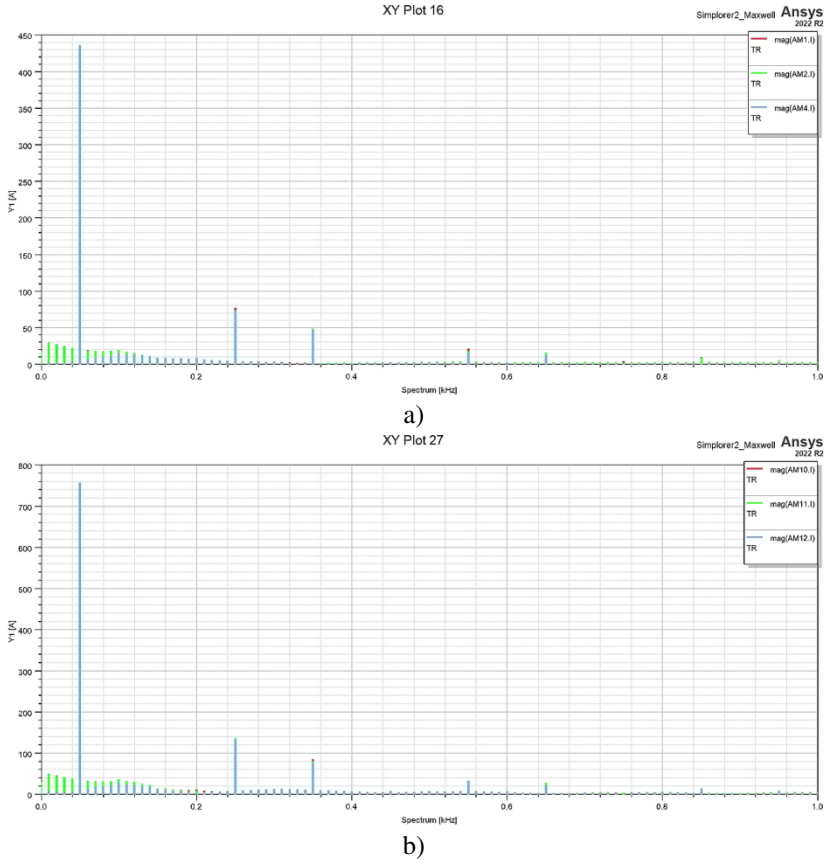 XY Plot 16
Simplorer2_Maxwell Ansys
2022 R2
mag(AM1.I)
TR
mag(AM2.I)
TR
mag(AM4.I)
TR
450
400
350
300
250
200
150
100
50
0
Y1 [A]
0.0 0.2 0.4 0.6 0.8 1.0
Spectrum [kHz]
a)
XY Plot 27
Simplorer2_Maxwell Ansys
2022 R2
mag(AM10.I)
TR
mag(AM11.I)
TR
mag(AM12.I)
TR
800
700
600
500
400
300
200
100
0
Y1 [A]
0.0 0.2 0.4 0.6 0.8 1.0
Spectrum [kHz]
b)